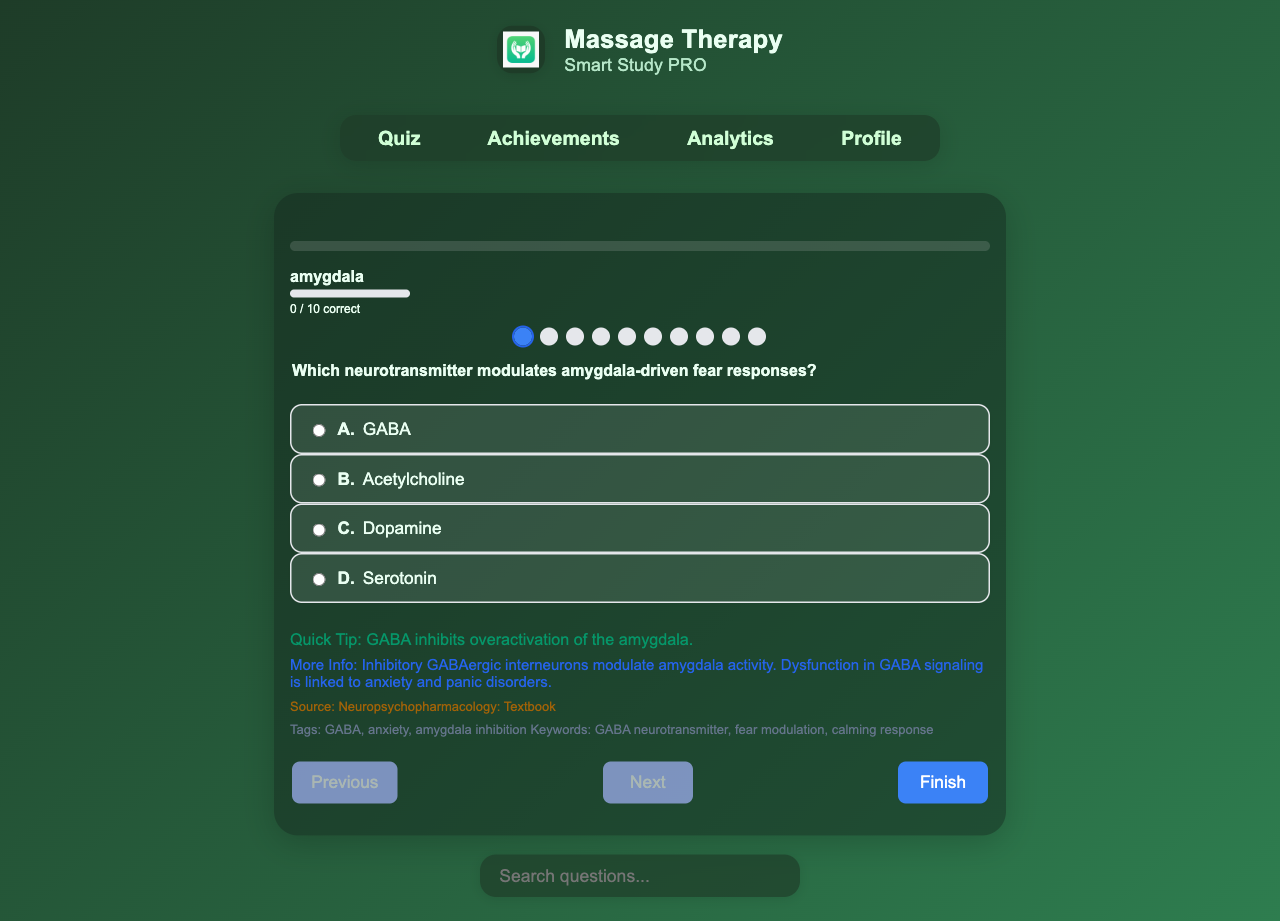 Massage Therapy
Smart Study PRO
Quiz Achievements Analytics Profile
amygdala
0 / 10 correct
Which neurotransmitter modulates amygdala-driven fear responses?
A. GABA
B. Acetylcholine
C. Dopamine
D. Serotonin
Quick Tip: GABA inhibits overactivation of the amygdala.
More Info: Inhibitory GABAergic interneurons modulate amygdala activity. Dysfunction in GABA signaling
is linked to anxiety and panic disorders.
Source: Neuropsychopharmacology: Textbook
Tags: GABA, anxiety, amygdala inhibition Keywords: GABA neurotransmitter, fear modulation, calming response
Previous Next Finish
Search questions...